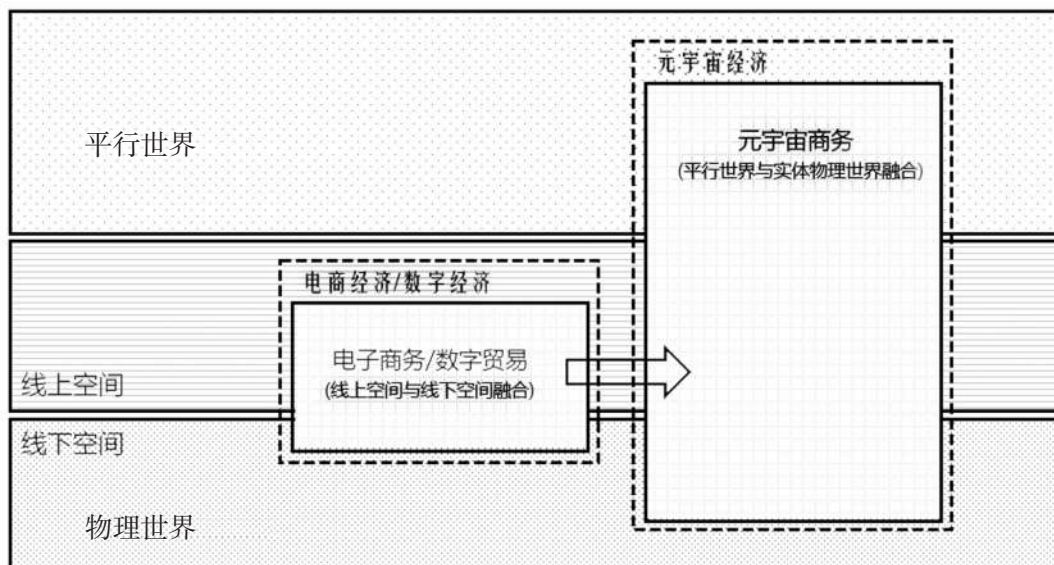 元宇宙经济
平行世界
元宇宙商务
(平行世界与实体物理世界融合)
电商经济/数字经济
电子商务/数字贸易
(线上空间与线下空间融合)
线上空间
线下空间
物理世界